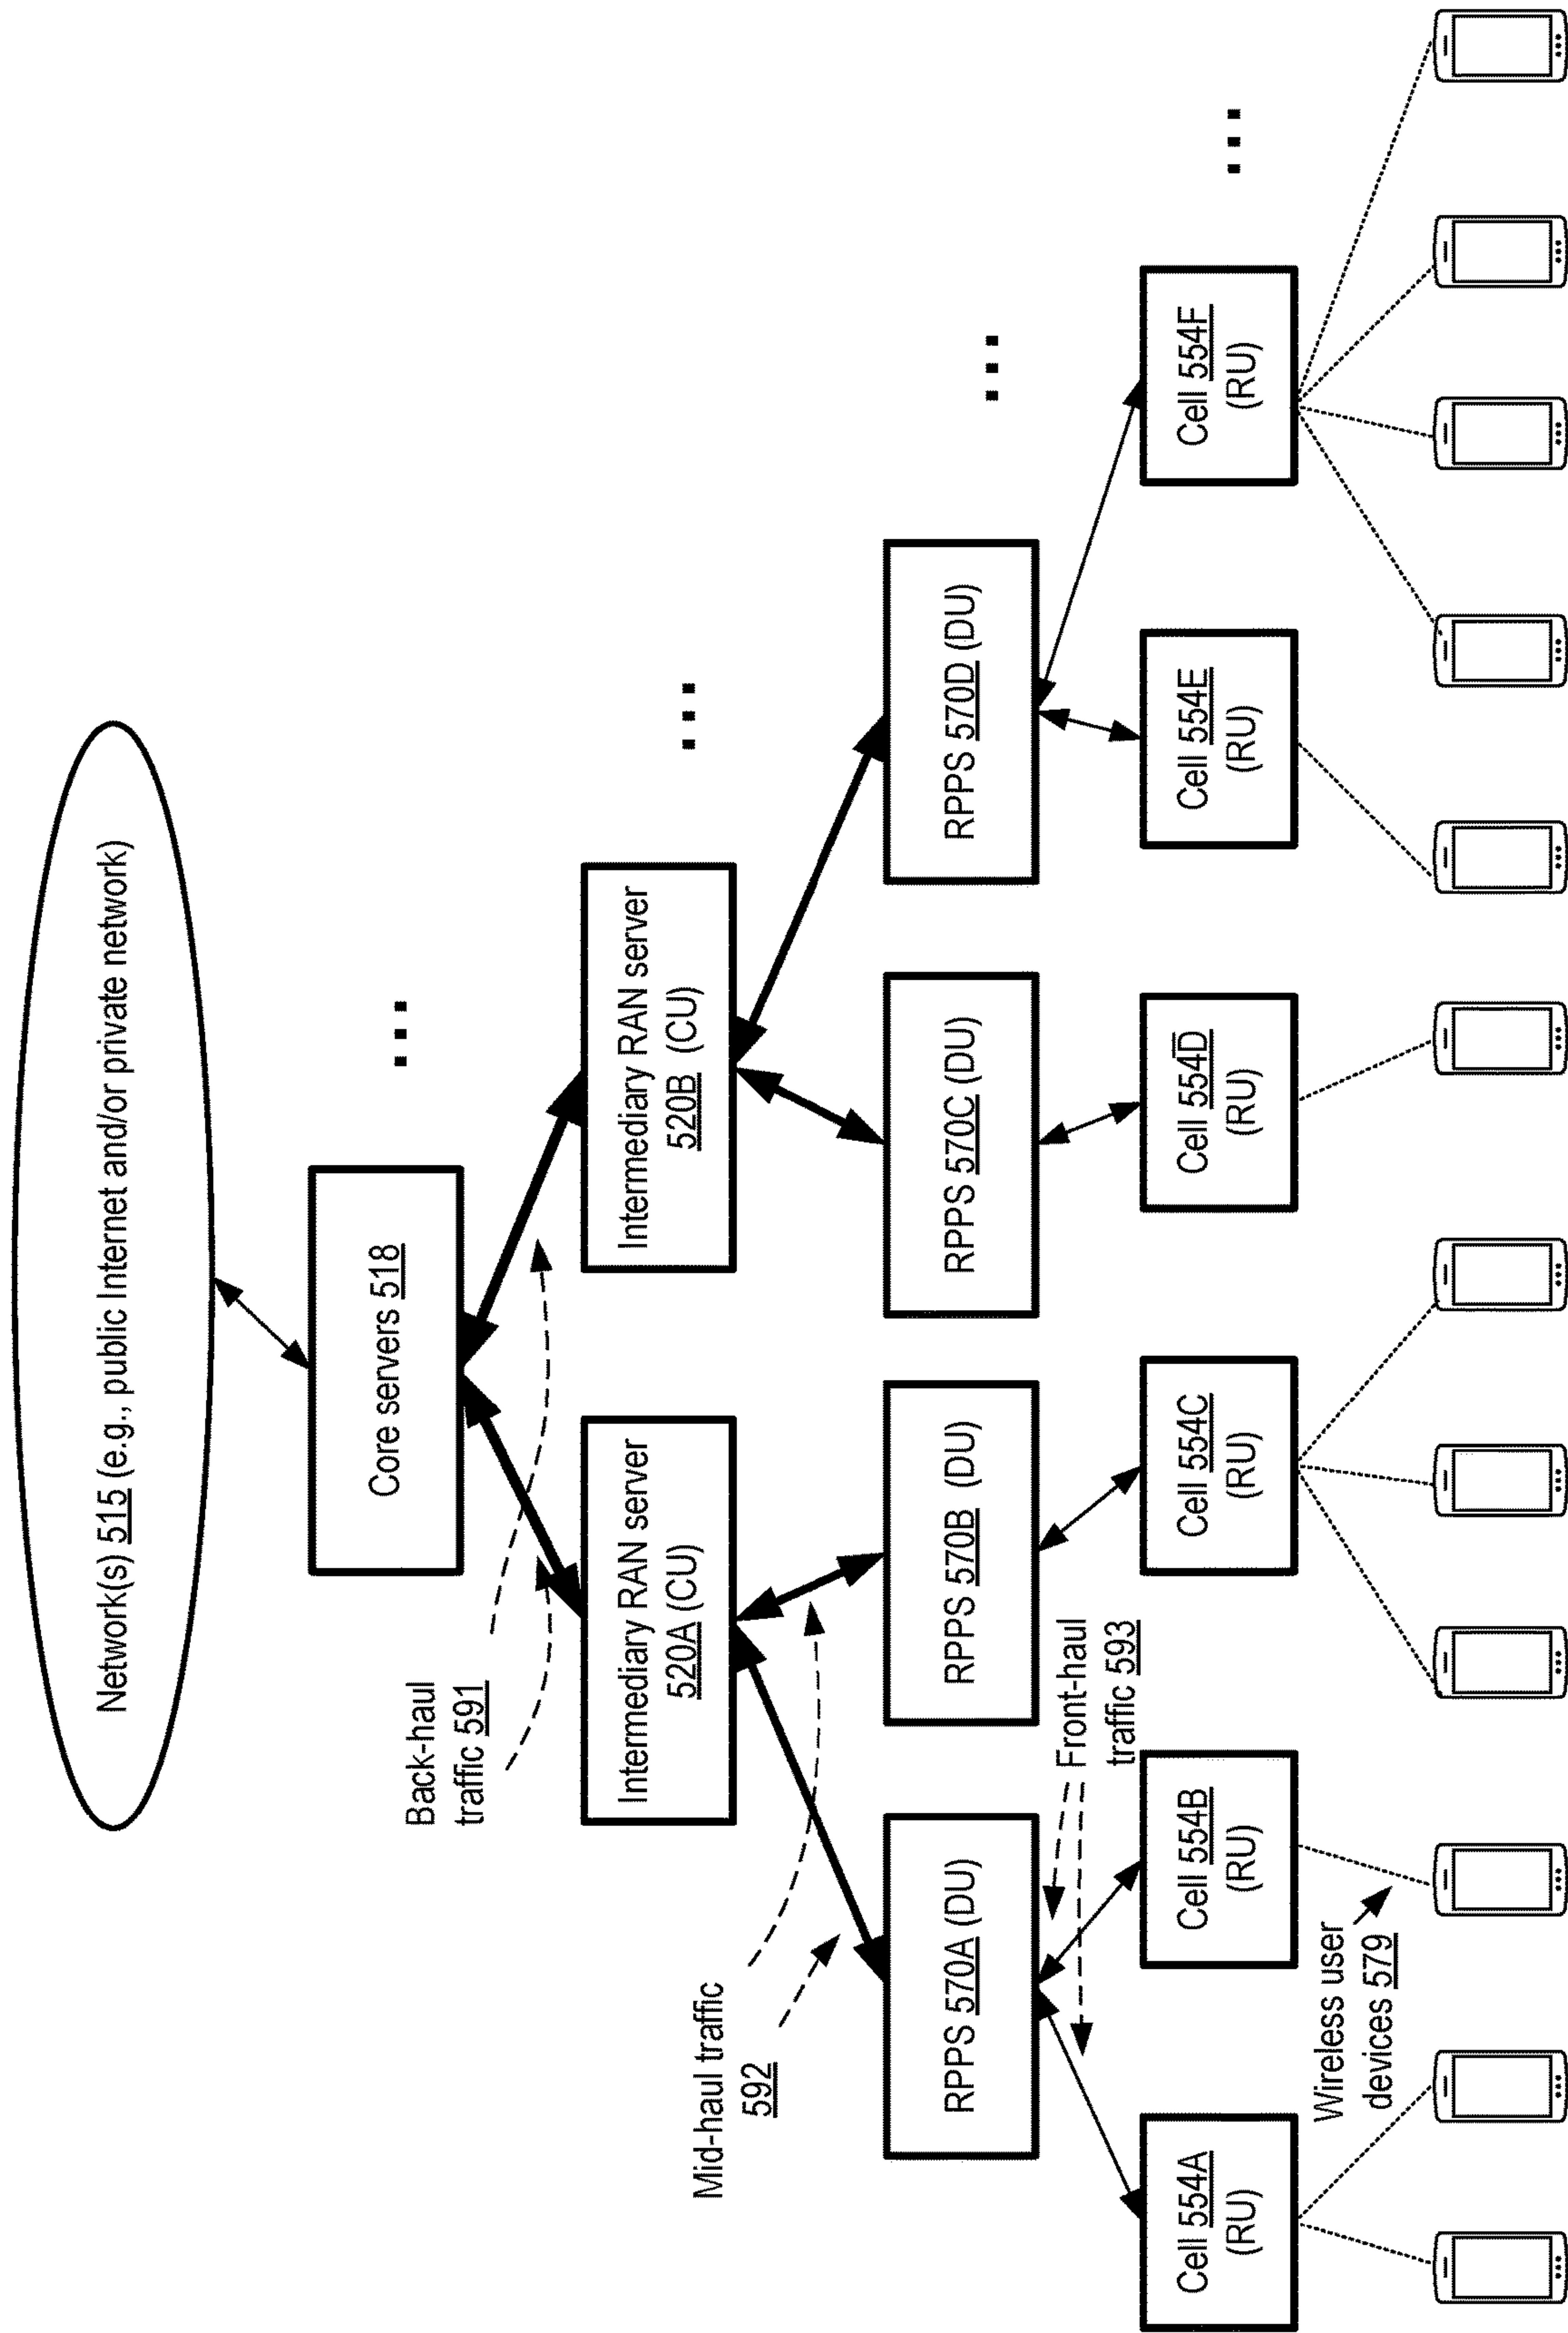 Network(s) 515 (e.g., public Internet and/or private network)
Core servers 518
Back-haul
traffic 591
Intermediary RAN server
520A (CU)
Intermediary RAN server
520B (CU)
Mid-haul traffic
592
RPPS 570A (DU)
RPPS 570B (DU)
RPPS 570C (DU)
RPPS 570D (DU)
Front-haul
traffic 593
Cell 554A
(RU)
Cell 554B
(RU)
Cell 554C
(RU)
Cell 554D
(RU)
Cell 554E
(RU)
Cell 554F
(RU)
Wireless user
devices 579